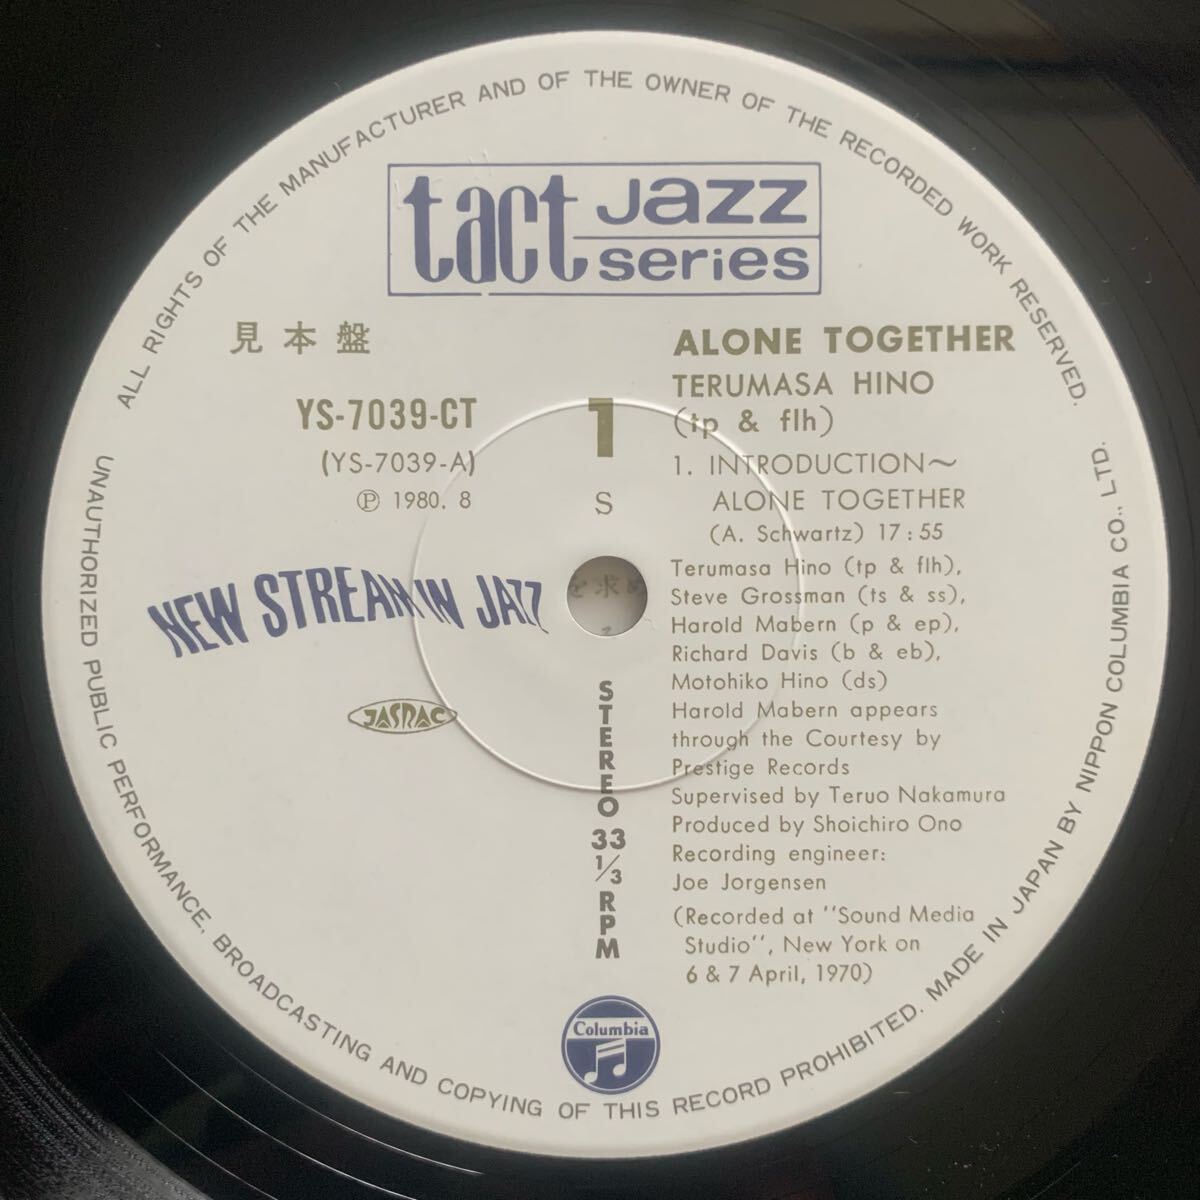 ALL RIGHTS OF THE MANUFACTURER AND OF THE OWNER OF THE RECORDED WORK RESERVED.
tact jazz series
見本盤
YS-7039-CT
(YS-7039-A)
℗ 1980. 8
1
S
ALONE TOGETHER
TERUMASA HINO
(tp & flh)
1. INTRODUCTION~
ALONE TOGETHER
(A. Schwartz) 17:55
Terumasa Hino (tp & flh),
Steve Grossman (ts & ss),
Harold Mabern (p & ep),
Richard Davis (b & eb),
Motohiko Hino (ds)
Harold Mabern appears
through the Courtesy by
Prestige Records
Supervised by Teruo Nakamura
Produced by Shoichiro Ono
Recording engineer:
Joe Jorgensen
(Recorded at "Sound Media
Studio", New York on
6 & 7 April, 1970)
NEW STREAM IN JAZZ
を求め
JASRAC
STEREO 33 1/3 RPM
Columbia
UNAUTHORIZED PUBLIC PERFORMANCE, BROADCASTING AND COPYING OF THIS RECORD PROHIBITED. MADE IN JAPAN BY NIPPON COLUMBIA CO., LTD.